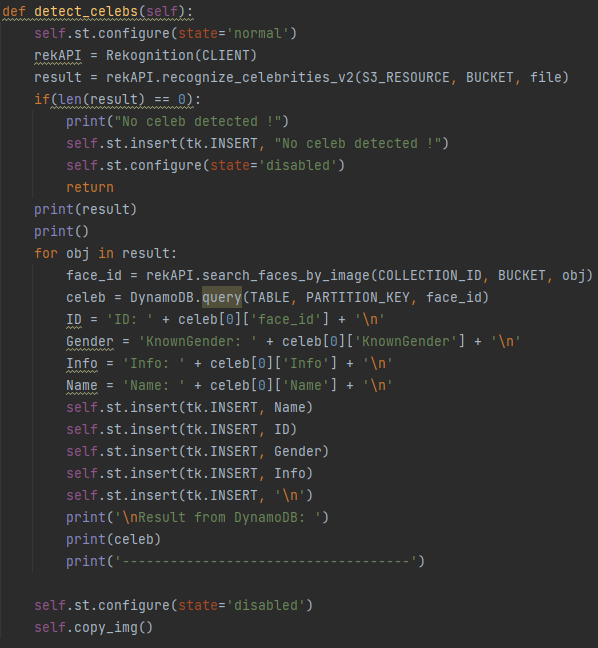 def detect_celebs(self):
    self.st.configure(state='normal')
    rekAPI = Rekognition(CLIENT)
    result = rekAPI.recognize_celebrities_v2(S3_RESOURCE, BUCKET, file)
    if(len(result) == 0):
        print("No celeb detected !")
        self.st.insert(tk.INSERT, "No celeb detected !")
        self.st.configure(state='disabled')
        return
    print(result)
    print()
    for obj in result:
        face_id = rekAPI.search_faces_by_image(COLLECTION_ID, BUCKET, obj)
        celeb = DynamoDB.query(TABLE, PARTITION_KEY, face_id)
        ID = 'ID: ' + celeb[0]['face_id'] + '\n'
        Gender = 'KnownGender: ' + celeb[0]['KnownGender'] + '\n'
        Info = 'Info: ' + celeb[0]['Info'] + '\n'
        Name = 'Name: ' + celeb[0]['Name'] + '\n'
        self.st.insert(tk.INSERT, Name)
        self.st.insert(tk.INSERT, ID)
        self.st.insert(tk.INSERT, Gender)
        self.st.insert(tk.INSERT, Info)
        self.st.insert(tk.INSERT, '\n')
        print('\nResult from DynamoDB: ')
        print(celeb)
        print('------------------------------------')
    self.st.configure(state='disabled')
    self.copy_img()